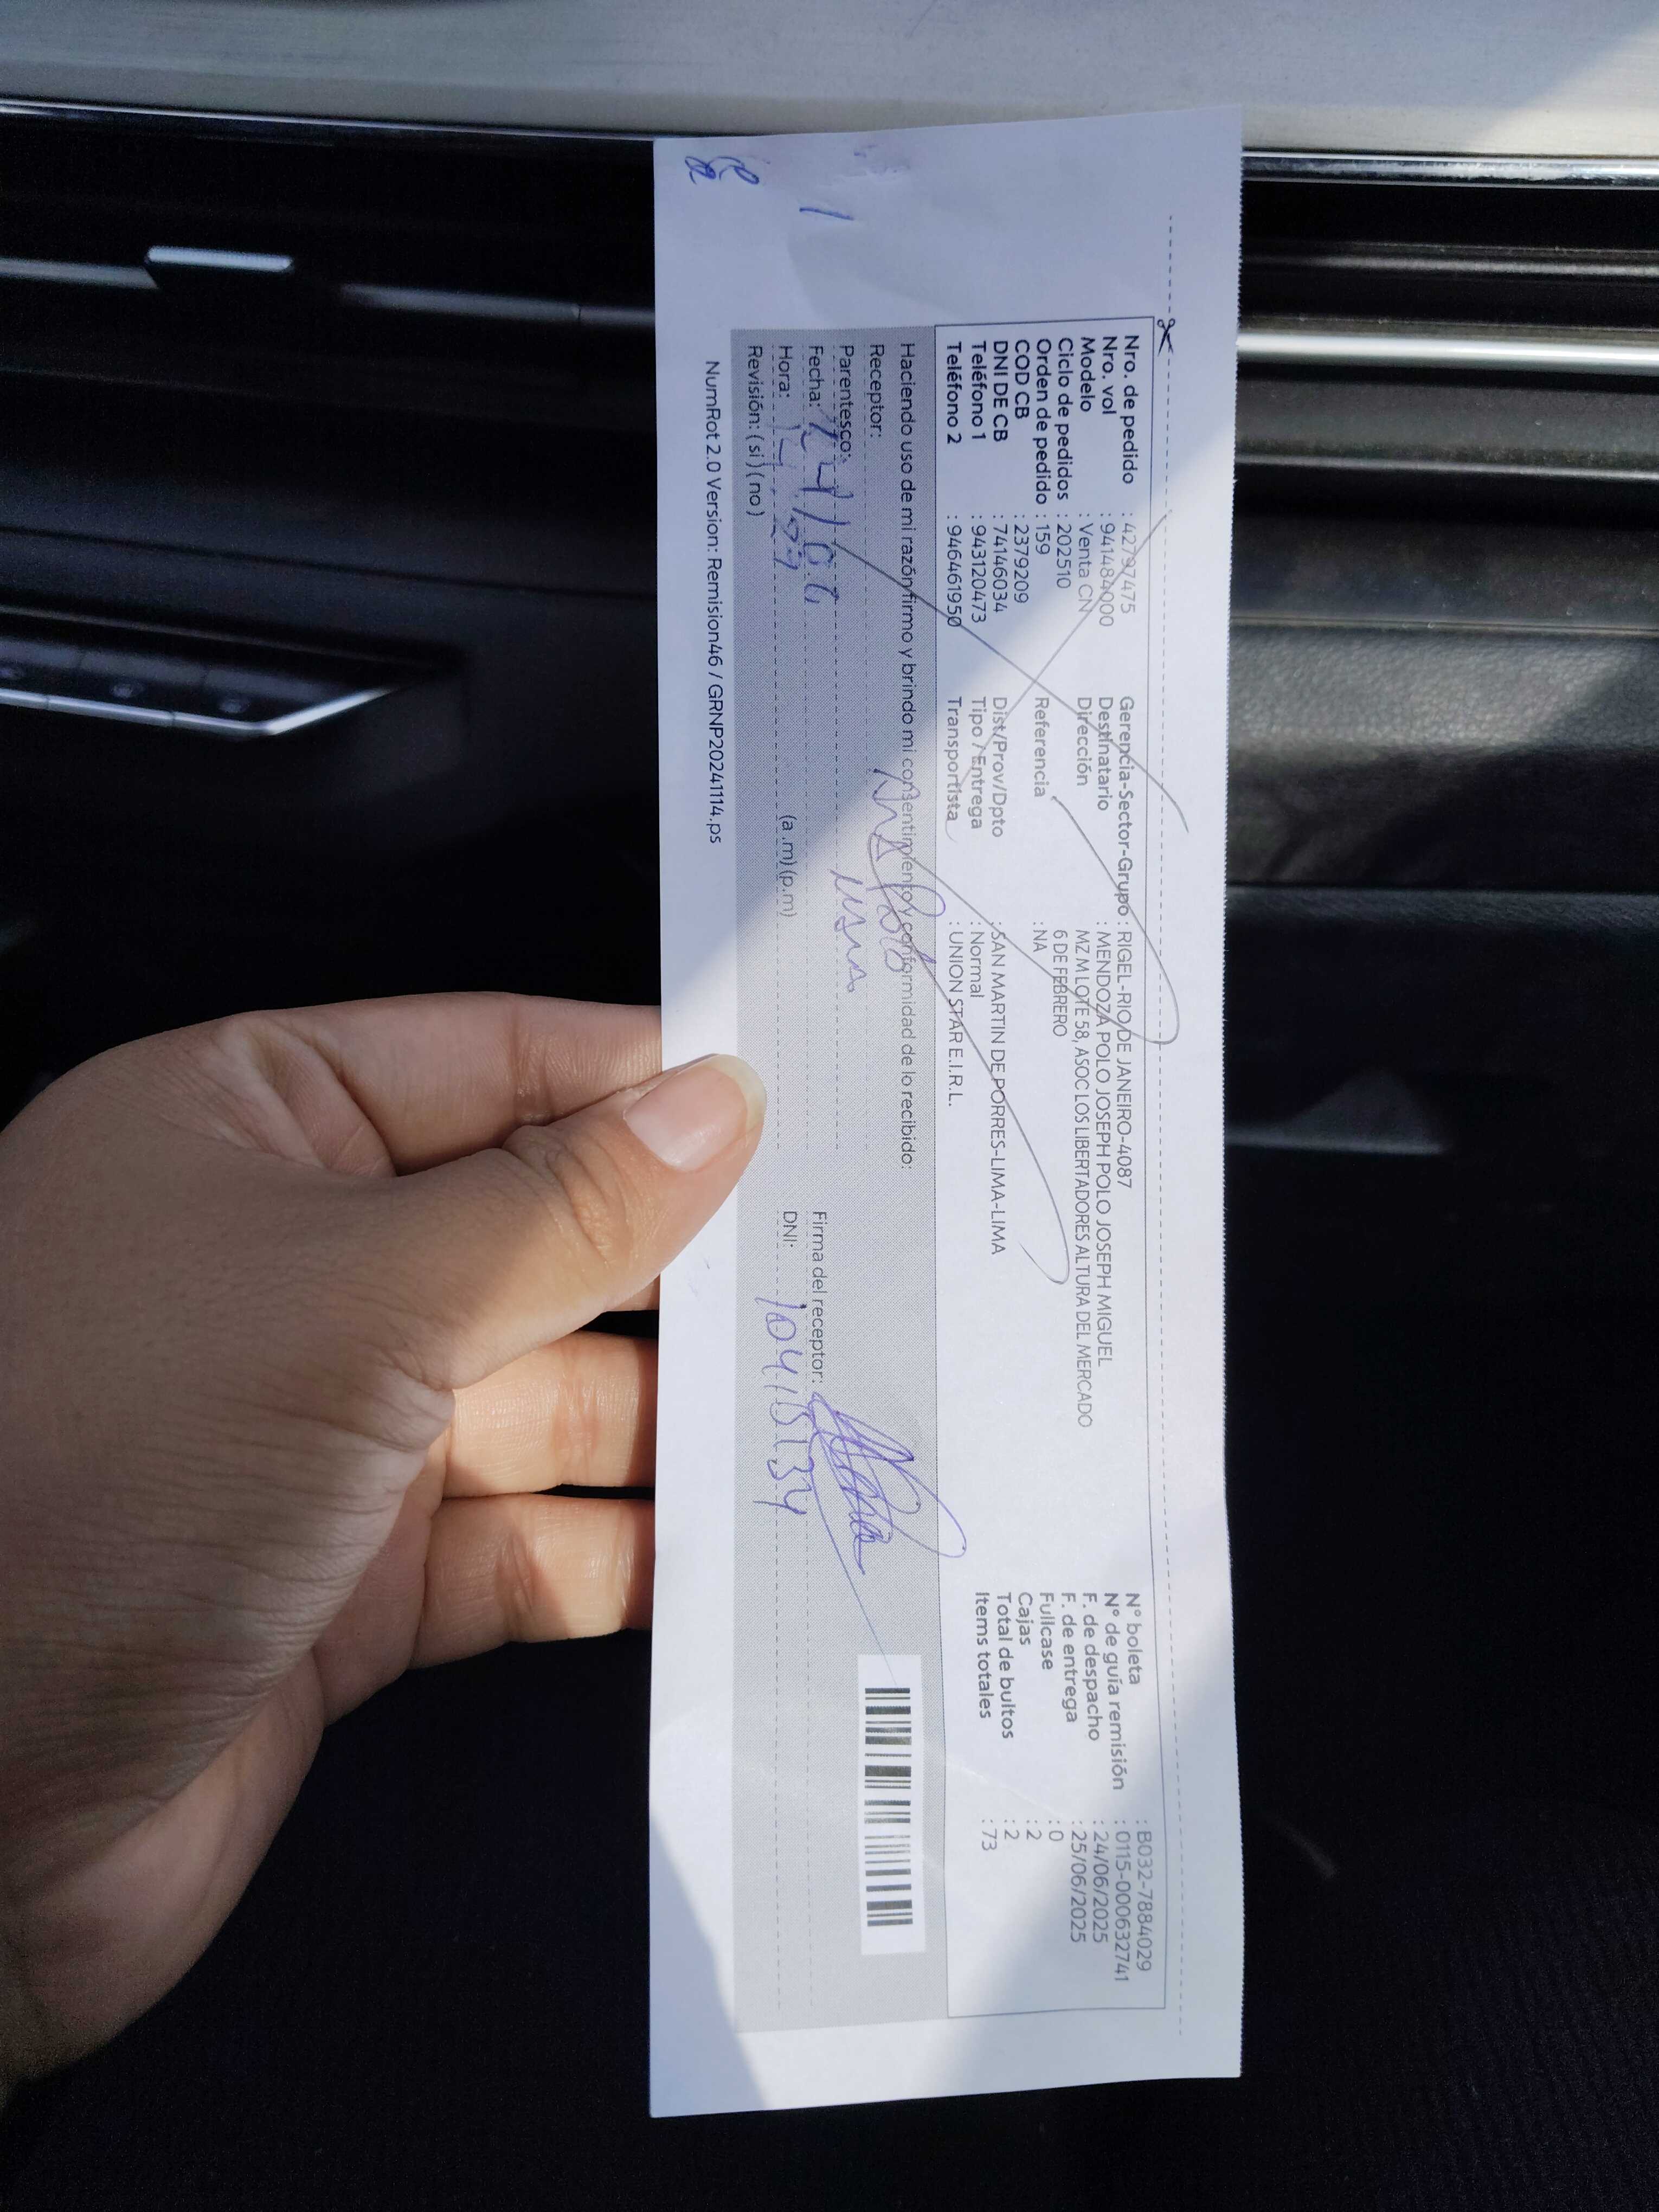 Nro. de pedido : 42797475
Nro. vol : 941484000
Modelo : Venta CN
Ciclo de pedidos : 202510
Orden de pedido : 159
COD CB : 2379209
DNI DE CB : 74146034
Teléfono 1 : 943120473
Teléfono 2 : 946461950
Gerencia-Sector-Grupo : RIGEL-RIO DE JANEIRO-4087
Destinatario : MENDOZA POLO JOSEPH POLO JOSEPH MIGUEL
Dirección MZ M LOTE 58, ASOC LOS LIBERTADORES ALTURA DEL MERCADO
6 DE FEBRERO
Referencia : NA
Dist/Prov/Dpto : SAN MARTIN DE PORRES-LIMA-LIMA
Tipo / Entrega : Normal
Transportista : UNION STAR E.I.R.L.
N° boleta : B032-7884029
N° de guía remisión : 0115-000632741
F. de despacho : 24/06/2025
F. de entrega : 25/06/2025
Fullcase : 0
Cajas : 2
Total de bultos : 2
Items totales : 73
Haciendo uso de mi razón firmo y brindo mi consentimiento y conformidad de lo recibido:
Receptor:
Parentesco:
Fecha: 24/06
Hora: (a.m) (p.m)
Revisión: (si) (no)
Firma del receptor:
DNI: 10415134
NumRot 2.0 Version: Remision46 / GRNP20241114.ps